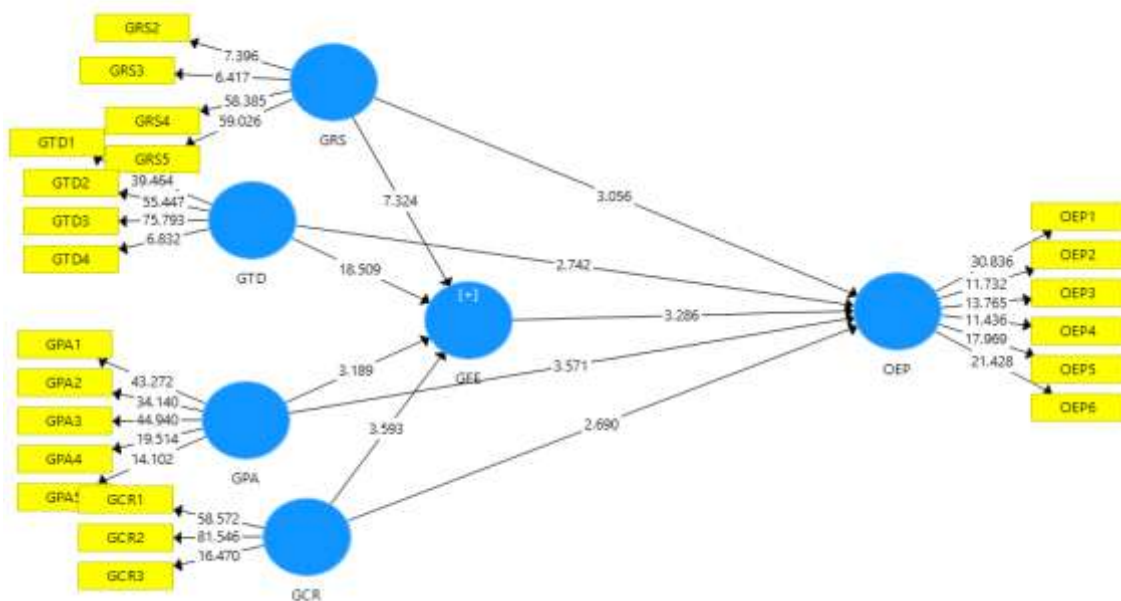 GRS2
7.396
GRS3
6.417
GRS4
58.385
GTD1
GRS5
59.026
GRS
GTD2
39.464
55.447
GTD3
75.793
GTD4
6.832
GTD
7.324
18.509
3.056
2.742
[+]
GEE
3.286
OEP1
30.836
OEP2
11.732
OEP3
13.765
OEP4
11.436
OEP5
17.969
OEP6
21.428
OEP
GPA1
43.272
GPA2
34.140
GPA3
44.940
GPA4
19.514
GPA5
14.102
GPA
3.189
3.571
3.593
2.690
GCR1
58.572
GCR2
81.546
GCR3
16.470
GCR